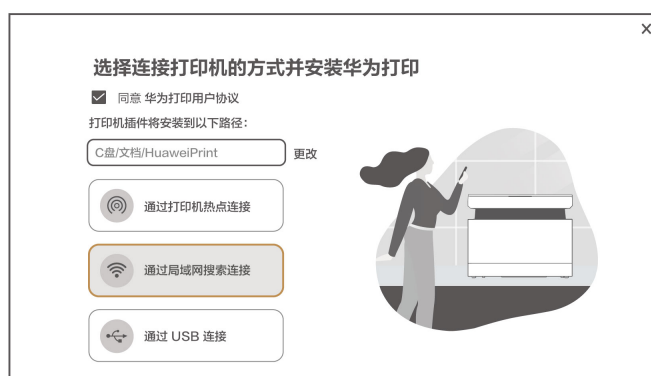 选择连接打印机的方式并安装华为打印
同意 华为打印用户协议
打印机插件将安装到以下路径：
C盘/文档/HuaweiPrint 更改
通过打印机热点连接
通过局域网搜索连接
通过 USB 连接